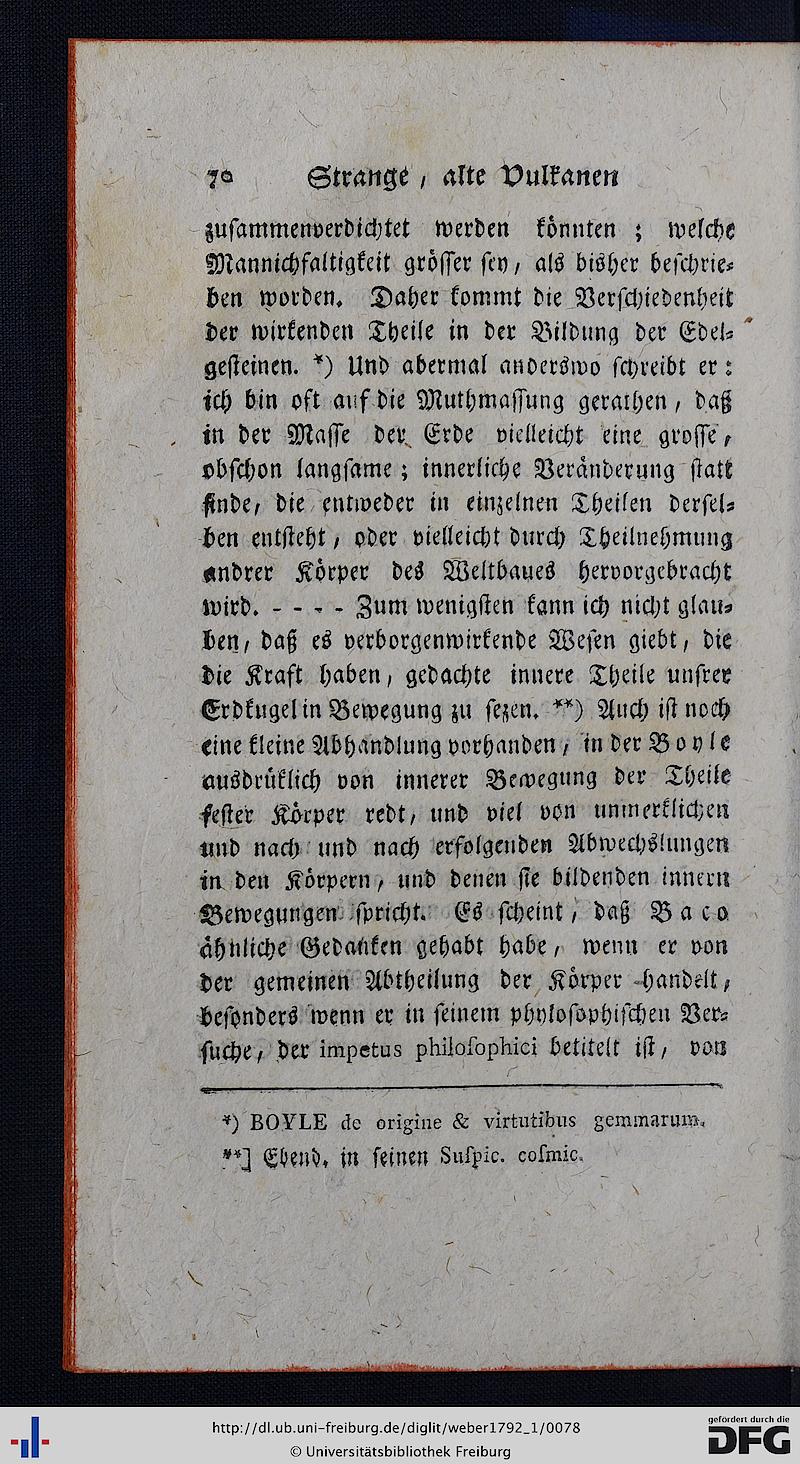 70 Strange, alte Vulkanen
zusammenverdichtet werden könnten; welche
Mannichfaltigkeit grösser sey, als bisher beschrie-
ben worden. Daher kommt die Verschiedenheit
der wirkenden Theile in der Bildung der Edel-
gesteinen. *) Und abermal anderswo schreibt er:
ich bin oft auf die Muthmassung gerathen, daß
in der Masse der Erde vielleicht eine grosse,
obschon langsame; innerliche Veränderung statt
finde, die entweder in einzelnen Theilen dersel-
ben entsteht, oder vielleicht durch Theilnehmung
andrer Körper des Weltbaues hervorgebracht
wird. - - - - Zum wenigsten kann ich nicht glau-
ben, daß es verborgenwirkende Wesen giebt, die
die Kraft haben, gedachte innere Theile unsrer
Erdkugel in Bewegung zu sezen. **) Auch ist noch
eine kleine Abhandlung vorhanden, in der Boyle
ausdrüklich von innerer Bewegung der Theile
fester Körper redt, und viel von unmerklichen
und nach und nach erfolgenden Abwechslungen
in den Körpern, und denen sie bildenden innern
Bewegungen spricht. Es scheint, daß Baco
ähnliche Gedanken gehabt habe, wenn er von
der gemeinen Abtheilung der Körper handelt,
besonders wenn er in seinem phylosophischen Ver-
suche, der impetus philosophici betitelt ist, von
*) BOYLE de origine & virtutibus gemmarum.
**] Ebend. in seinen Suspic. cosmic.
http://dl.ub.uni-freiburg.de/diglit/weber1792_1/0078
© Universitätsbibliothek Freiburg
gefördert durch die
DFG